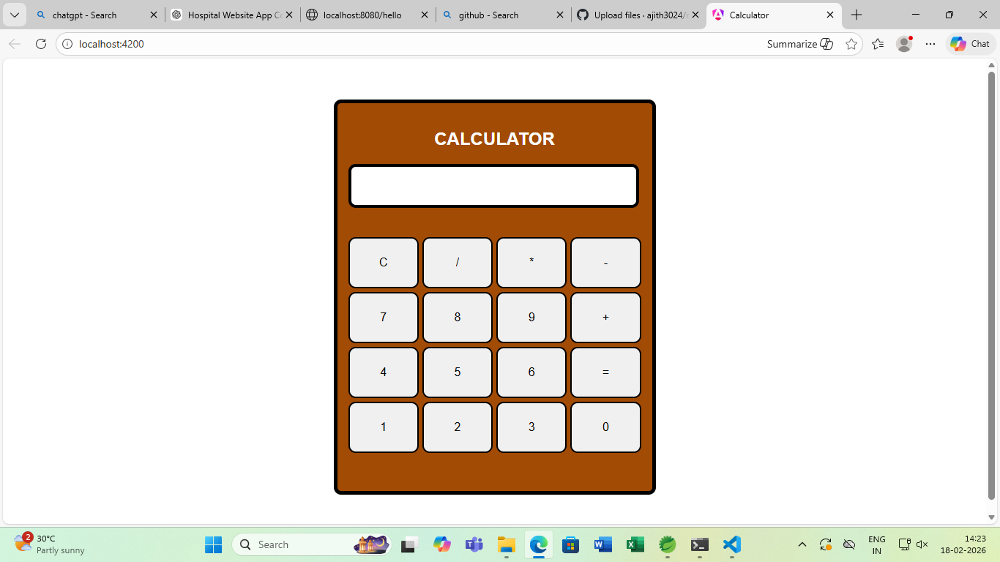 chatgpt - Search
Hospital Website App Co
localhost:8080/hello
github - Search
Upload files · ajith3024/
Calculator
localhost:4200
Summarize
Chat
CALCULATOR
C / * -
7 8 9 +
4 5 6 =
1 2 3 0
2
30°C
Partly sunny
Search
ENG
IN
14:23
18-02-2026